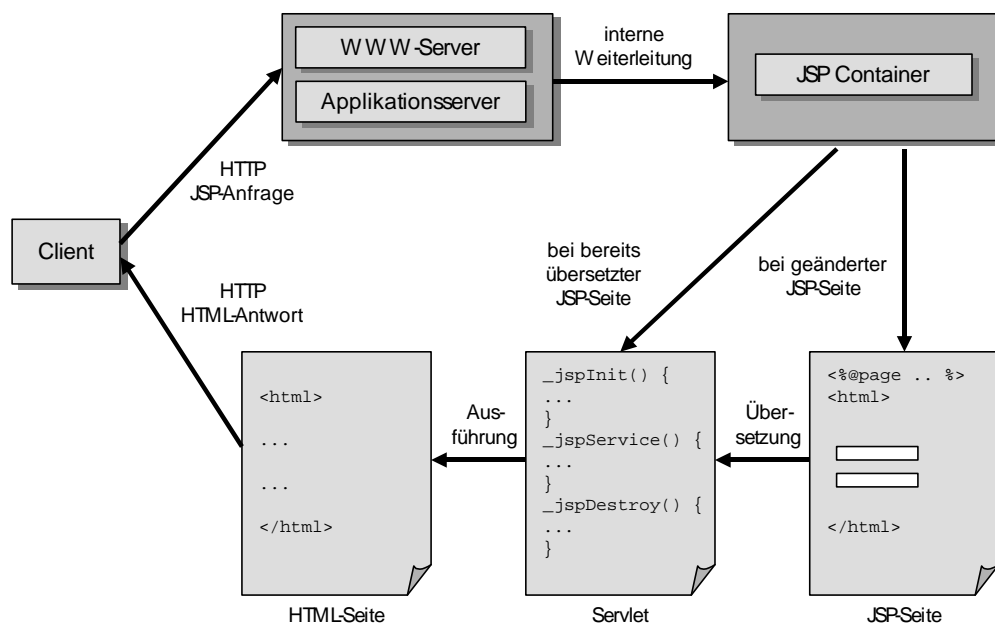 WWW-Server
Applikationsserver
interne
Weiterleitung
JSP Container
HTTP
JSP-Anfrage
Client
HTTP
HTML-Antwort
bei bereits
übersetzter
JSP-Seite
bei geänderter
JSP-Seite
<html>
...
...
</html>
HTML-Seite
Aus-
führung
_jspInit() {
...
}
_jspService() {
...
}
_jspDestroy() {
...
}
Servlet
Über-
setzung
<%@page .. %>
<html>
</html>
JSP-Seite